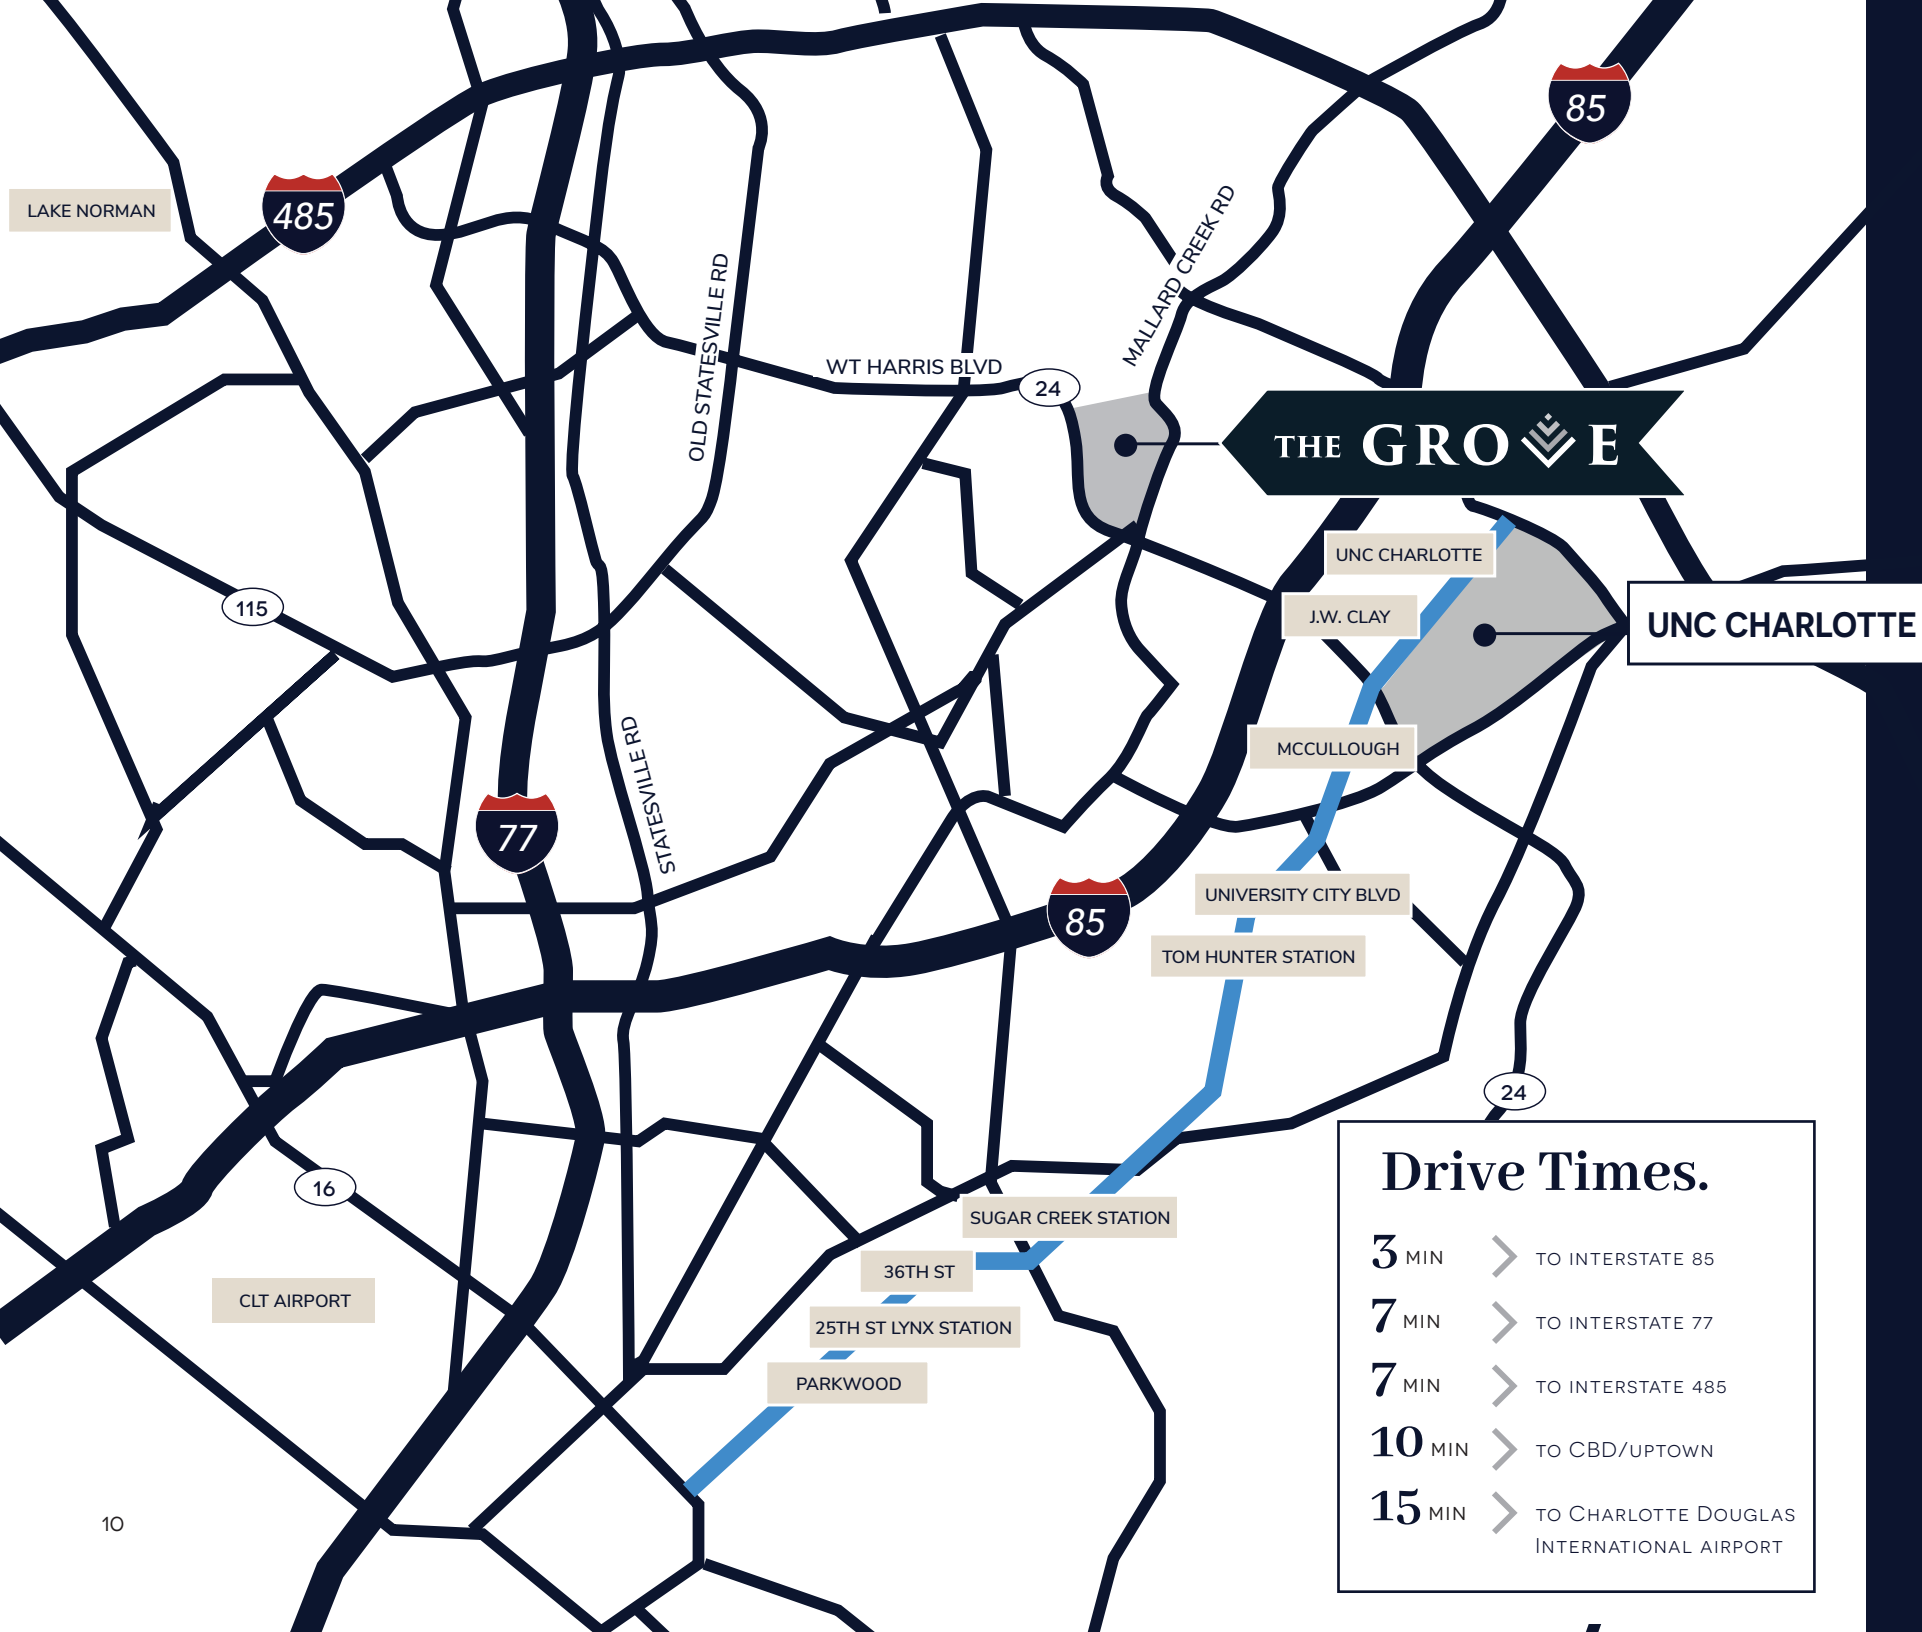 85
LAKE NORMAN
485
MALLARD CREEK RD
OLD STATESVILLE RD
WT HARRIS BLVD
24
THE GROVE
UNC CHARLOTTE
115
J.W. CLAY
UNC CHARLOTTE
STATESVILLE RD
MCCULLOUGH
77
85
UNIVERSITY CITY BLVD
TOM HUNTER STATION
24
16
SUGAR CREEK STATION
36TH ST
CLT AIRPORT
25TH ST LYNX STATION
PARKWOOD
Drive Times.
3 MIN TO INTERSTATE 85
7 MIN TO INTERSTATE 77
7 MIN TO INTERSTATE 485
10 MIN TO CBD/UPTOWN
15 MIN TO CHARLOTTE DOUGLAS
INTERNATIONAL AIRPORT
10